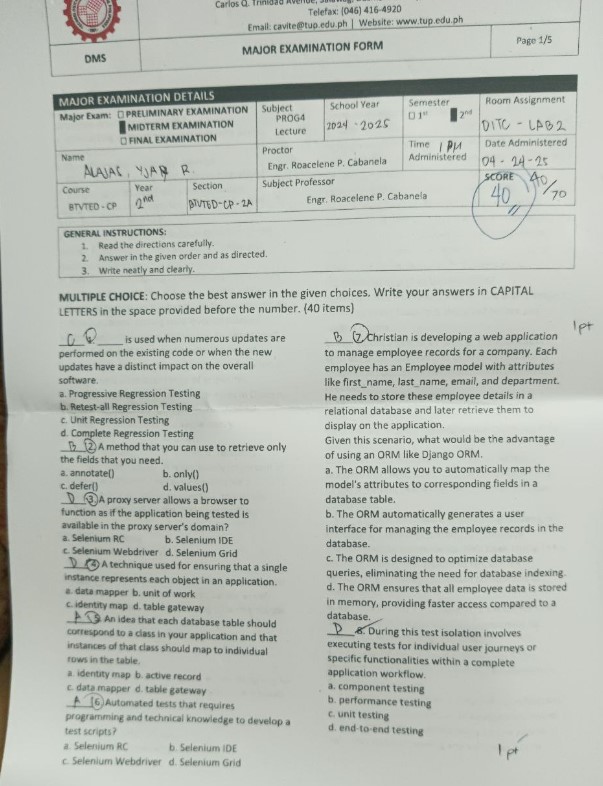 Carlos Q. Trinidad Avenue,
Telefax: (046) 416-4920
Email: cavite@tup.edu.ph | Website: www.tup.edu.ph
DMS
MAJOR EXAMINATION FORM
Page 1/5
MAJOR EXAMINATION DETAILS
Major Exam: ☐ PRELIMINARY EXAMINATION
■ MIDTERM EXAMINATION
☐ FINAL EXAMINATION
Subject
PROG4
Lecture
School Year
2024 - 2025
Semester
☐ 1st ■ 2nd
Room Assignment
DITC - LAB2
Name
ALAJAS, YJAR R.
Proctor
Engr. Roacelene P. Cabanela
Time 1 PM
Administered
Date Administered
04 - 24 - 25
Course
BTVTED - CP
Year
2nd
Section
BTVTED-CP-2A
Subject Professor
Engr. Roacelene P. Cabanela
SCORE 40/70
40
GENERAL INSTRUCTIONS:
1. Read the directions carefully.
2. Answer in the given order and as directed.
3. Write neatly and clearly.
MULTIPLE CHOICE: Choose the best answer in the given choices. Write your answers in CAPITAL
LETTERS in the space provided before the number. (40 items)
C is used when numerous updates are
performed on the existing code or when the new
updates have a distinct impact on the overall
software.
a. Progressive Regression Testing
b. Retest-all Regression Testing
c. Unit Regression Testing
d. Complete Regression Testing
B 2. A method that you can use to retrieve only
the fields that you need.
a. annotate() b. only()
c. defer() d. values()
D 3. A proxy server allows a browser to
function as if the application being tested is
available in the proxy server's domain?
a. Selenium RC b. Selenium IDE
c. Selenium Webdriver d. Selenium Grid
D 4. A technique used for ensuring that a single
instance represents each object in an application.
a. data mapper b. unit of work
c. identity map d. table gateway
A 5. An idea that each database table should
correspond to a class in your application and that
instances of that class should map to individual
rows in the table.
a. identity map b. active record
c. data mapper d. table gateway
A 6. Automated tests that requires
programming and technical knowledge to develop a
test scripts?
a. Selenium RC b. Selenium IDE
c. Selenium Webdriver d. Selenium Grid
1pt
B 7. Christian is developing a web application
to manage employee records for a company. Each
employee has an Employee model with attributes
like first_name, last_name, email, and department.
He needs to store these employee details in a
relational database and later retrieve them to
display on the application.
Given this scenario, what would be the advantage
of using an ORM like Django ORM.
a. The ORM allows you to automatically map the
model's attributes to corresponding fields in a
database table.
b. The ORM automatically generates a user
interface for managing the employee records in the
database.
c. The ORM is designed to optimize database
queries, eliminating the need for database indexing.
d. The ORM ensures that all employee data is stored
in memory, providing faster access compared to a
database.
D 8. During this test isolation involves
executing tests for individual user journeys or
specific functionalities within a complete
application workflow.
a. component testing
b. performance testing
c. unit testing
d. end-to-end testing
1 pt